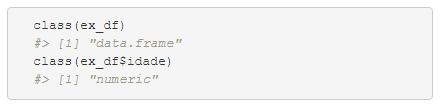 class(ex_df)
#> [1] "data.frame"
class(ex_df$idade)
#> [1] "numeric"